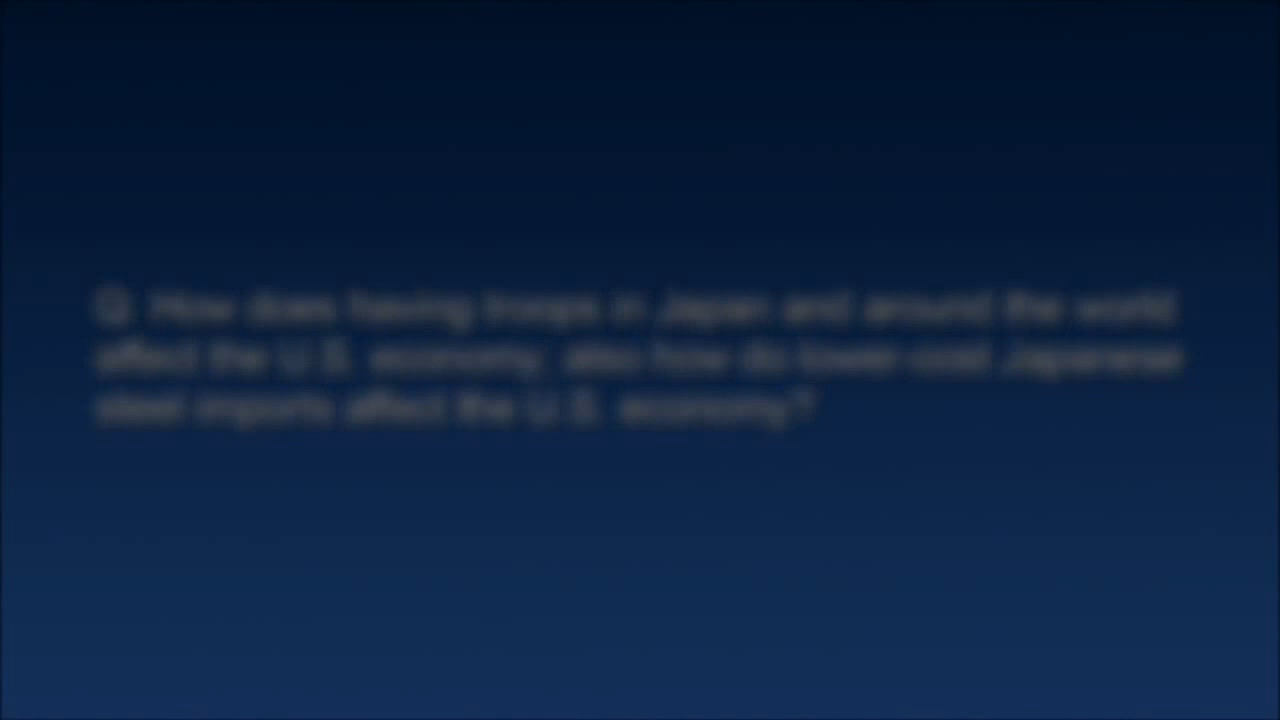 Q: How does having troops in Japan and around the world
affect the U.S. economy; also how do lower-cost Japanese
steel imports affect the U.S. economy?